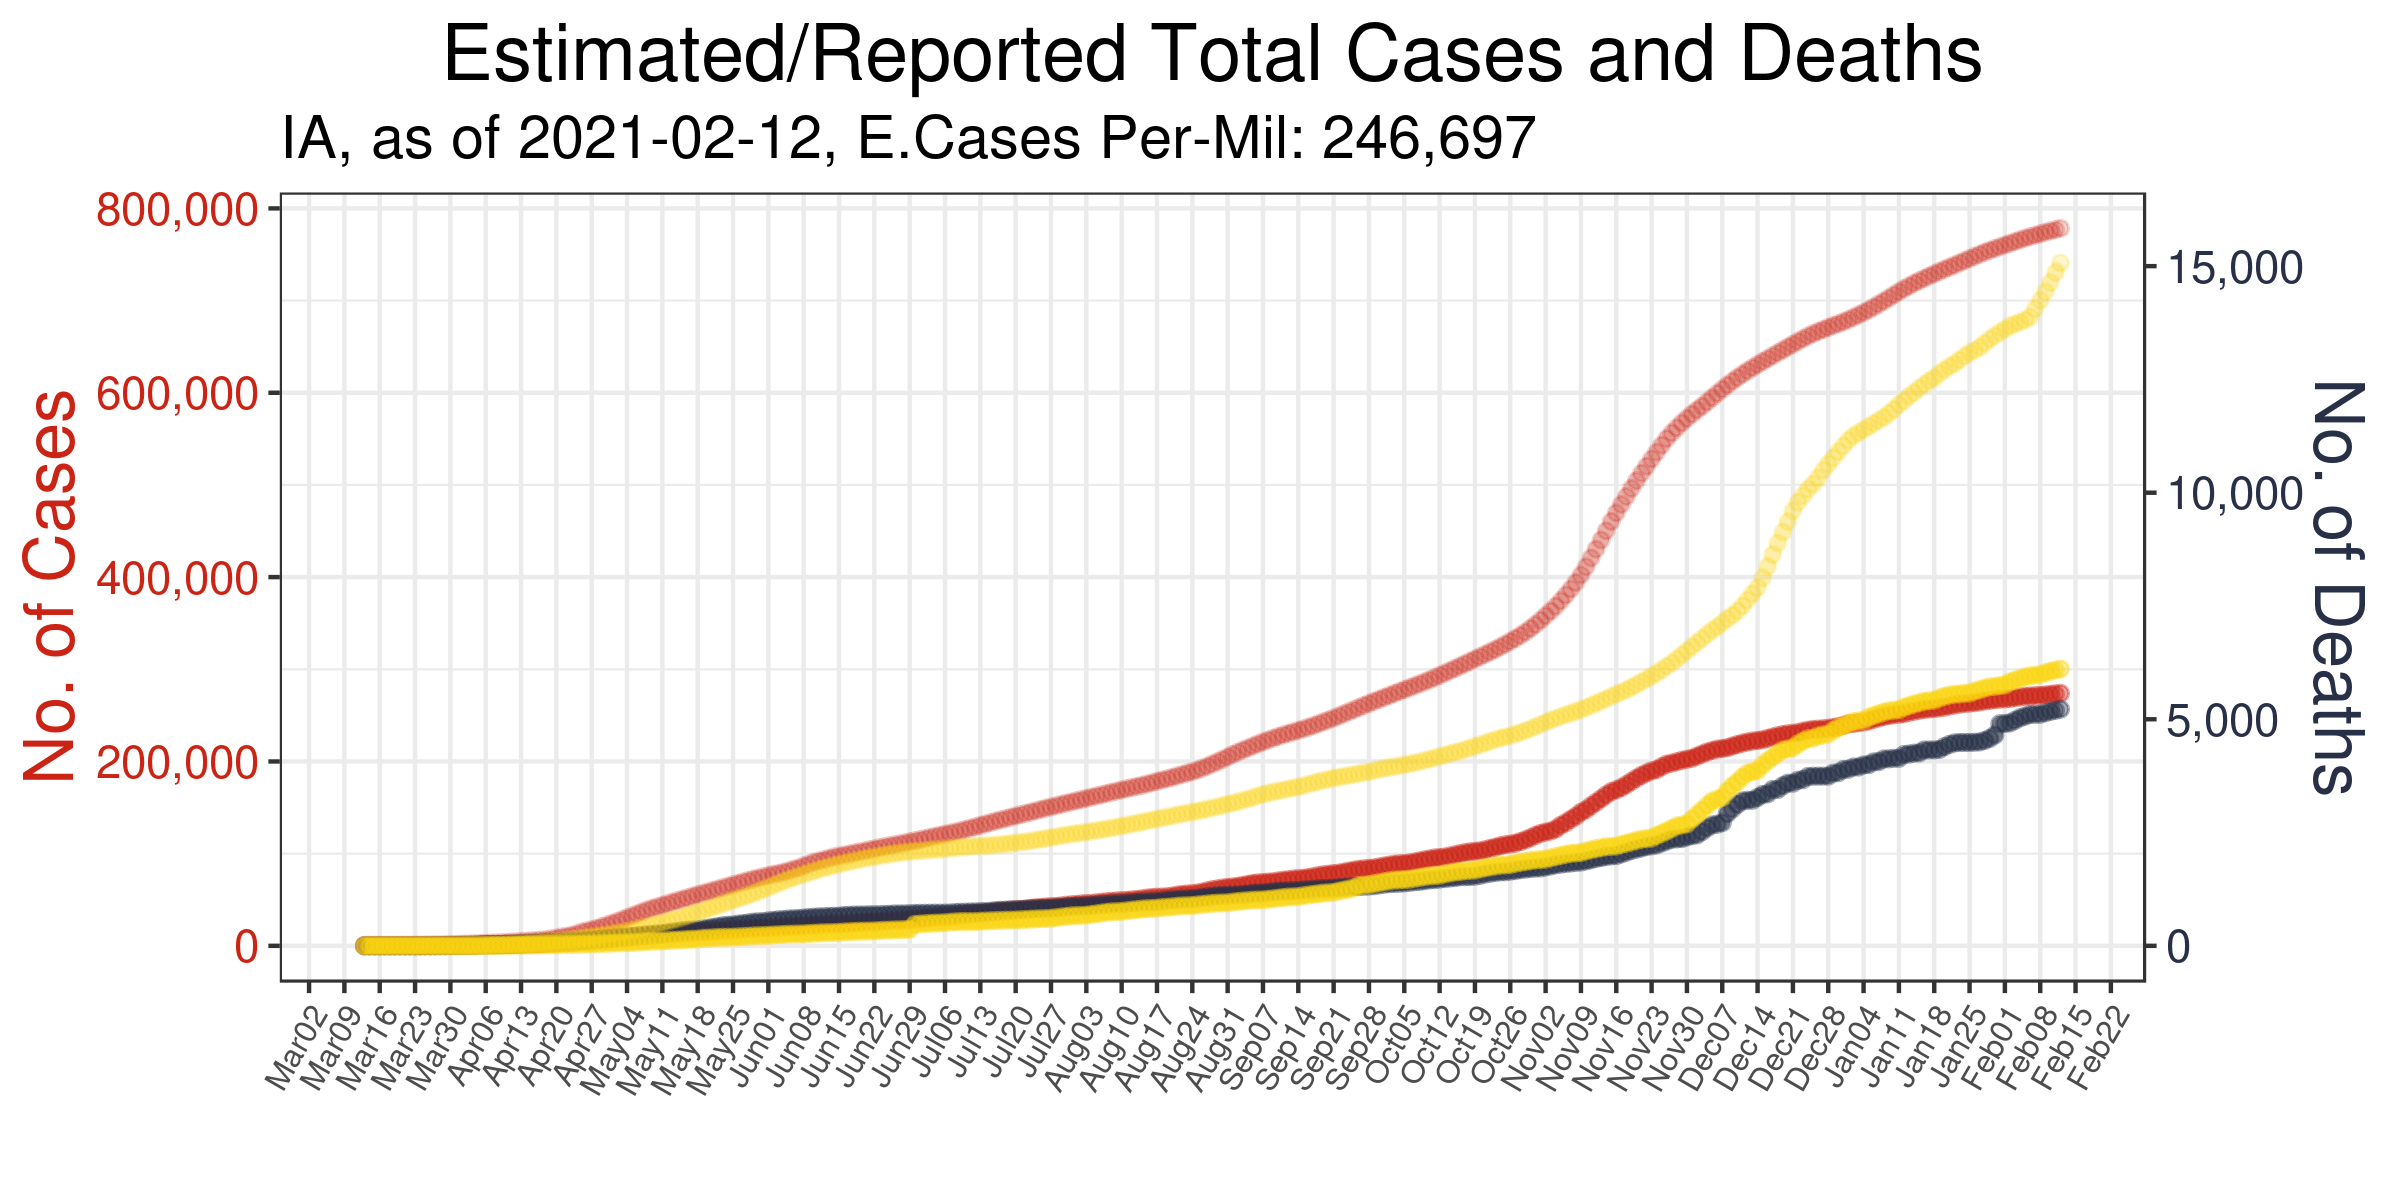 Estimated/Reported Total Cases and Deaths
IA, as of 2021-02-12, E.Cases Per-Mil: 246,697
No. of Cases
800,000
600,000
400,000
200,000
0
15,000
10,000
5,000
0
No. of Deaths
Mar02
Mar09
Mar16
Mar23
Mar30
Apr06
Apr13
Apr20
Apr27
May04
May11
May18
May25
Jun01
Jun08
Jun15
Jun22
Jun29
Jul06
Jul13
Jul20
Jul27
Aug03
Aug10
Aug17
Aug24
Aug31
Sep07
Sep14
Sep21
Sep28
Oct05
Oct12
Oct19
Oct26
Nov02
Nov09
Nov16
Nov23
Nov30
Dec07
Dec14
Dec21
Dec28
Jan04
Jan11
Jan18
Jan25
Feb01
Feb08
Feb15
Feb22